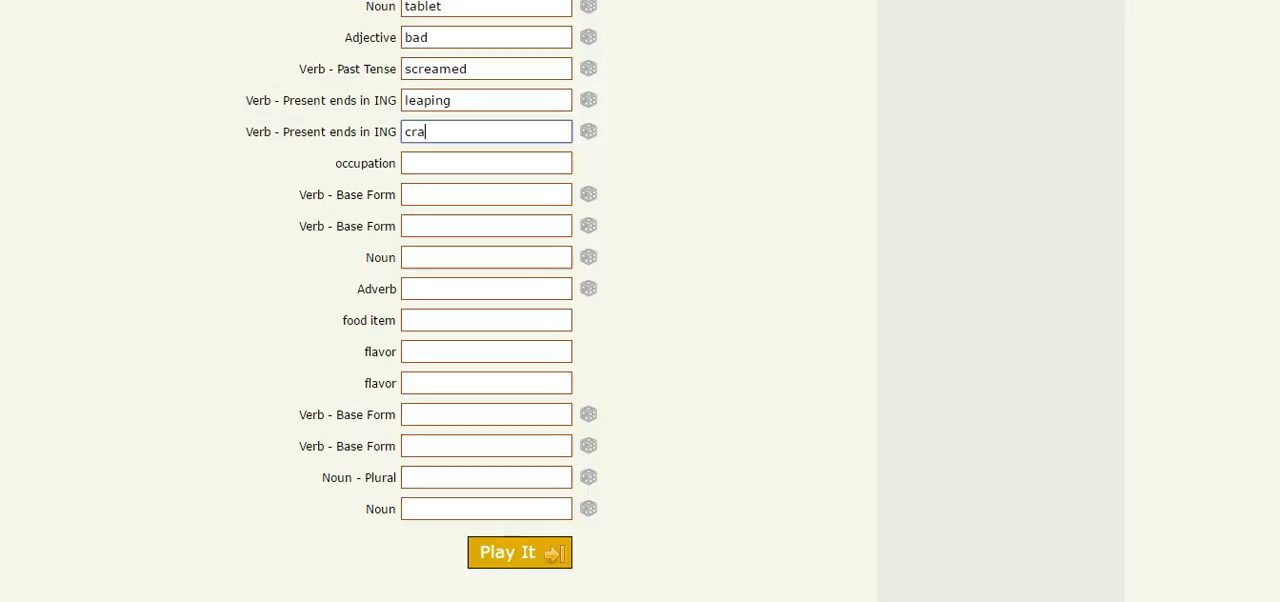 Noun tablet
Adjective bad
Verb - Past Tense screamed
Verb - Present ends in ING leaping
Verb - Present ends in ING cra
occupation
Verb - Base Form
Verb - Base Form
Noun
Adverb
food item
flavor
flavor
Verb - Base Form
Verb - Base Form
Noun - Plural
Noun
Play It